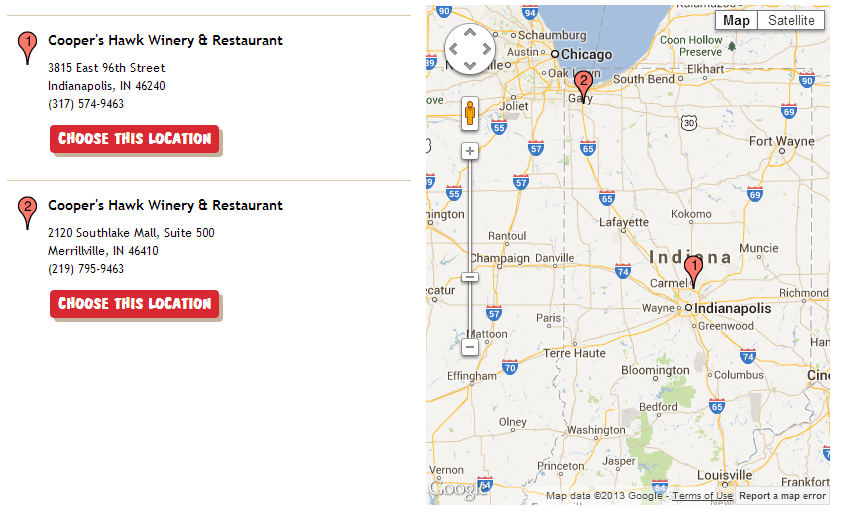 1
Cooper's Hawk Winery & Restaurant
3815 East 96th Street
Indianapolis, IN 46240
(317) 574-9463
CHOOSE THIS LOCATION
2
Cooper's Hawk Winery & Restaurant
2120 Southlake Mall, Suite 500
Merrillville, IN 46410
(219) 795-9463
CHOOSE THIS LOCATION
Map
Satellite
90
94
Schaumburg
Austin
Chicago
Coon Hollow
Preserve
Oak
South Bend
Elkhart
90
2
Gary
Joliet
55
30
69
57
65
Fort Wayne
55
57
65
69
Lafayette
Kokomo
Rantoul
Champaign
Danville
Indiana
Muncie
74
1
Carmel
Richmond
57
Wayne
Indianapolis
Greenwood
Paris
Mattoon
Terre Haute
74
70
Effingham
Bloomington
Columbus
65
Bedford
Olney
Washington
Vernon
Princeton
Jasper
Louisville
Frankfort
64
64
Google
Map data ©2013 Google - Terms of Use
Report a map error